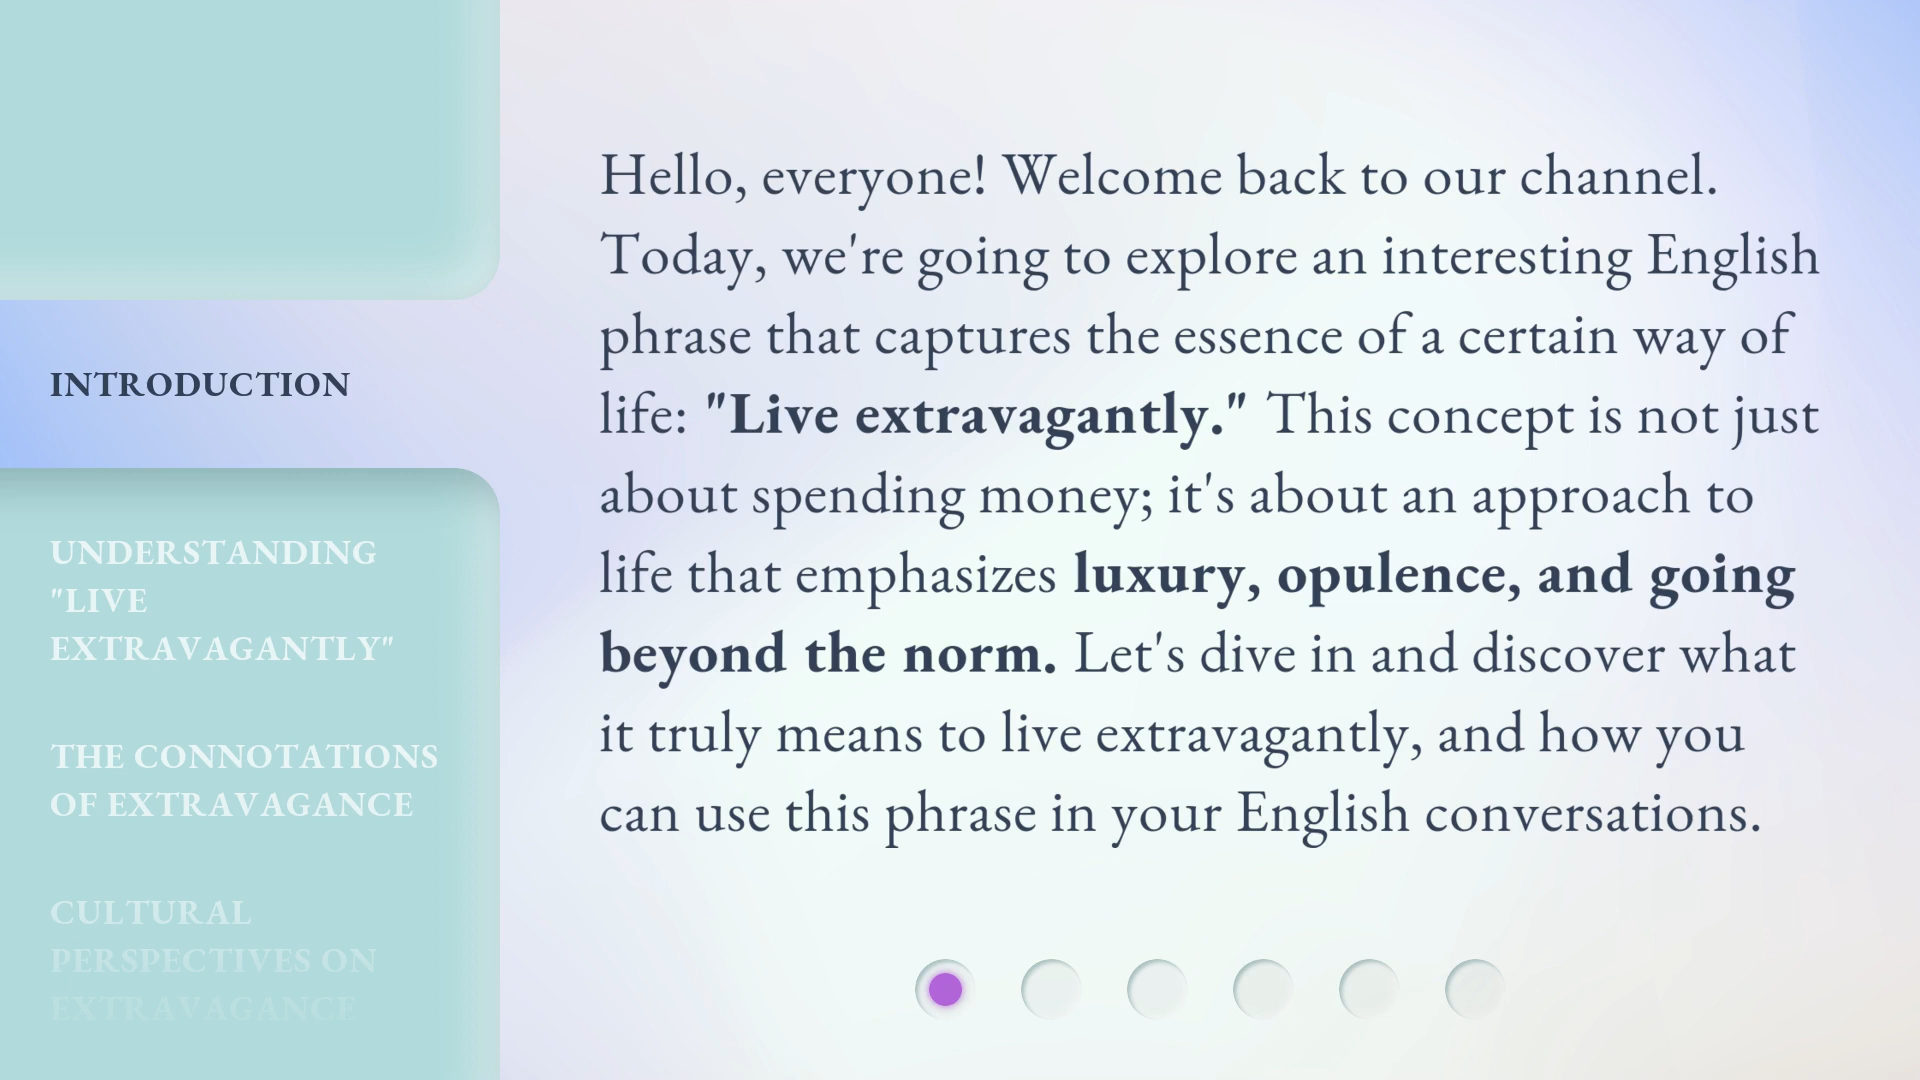 INTRODUCTION
UNDERSTANDING
"LIVE
EXTRAVAGANTLY"
THE CONNOTATIONS
OF EXTRAVAGANCE
CULTURAL
PERSPECTIVES ON
EXTRAVAGANCE
Hello, everyone! Welcome back to our channel.
Today, we're going to explore an interesting English
phrase that captures the essence of a certain way of
life: "Live extravagantly." This concept is not just
about spending money; it's about an approach to
life that emphasizes luxury, opulence, and going
beyond the norm. Let's dive in and discover what
it truly means to live extravagantly, and how you
can use this phrase in your English conversations.